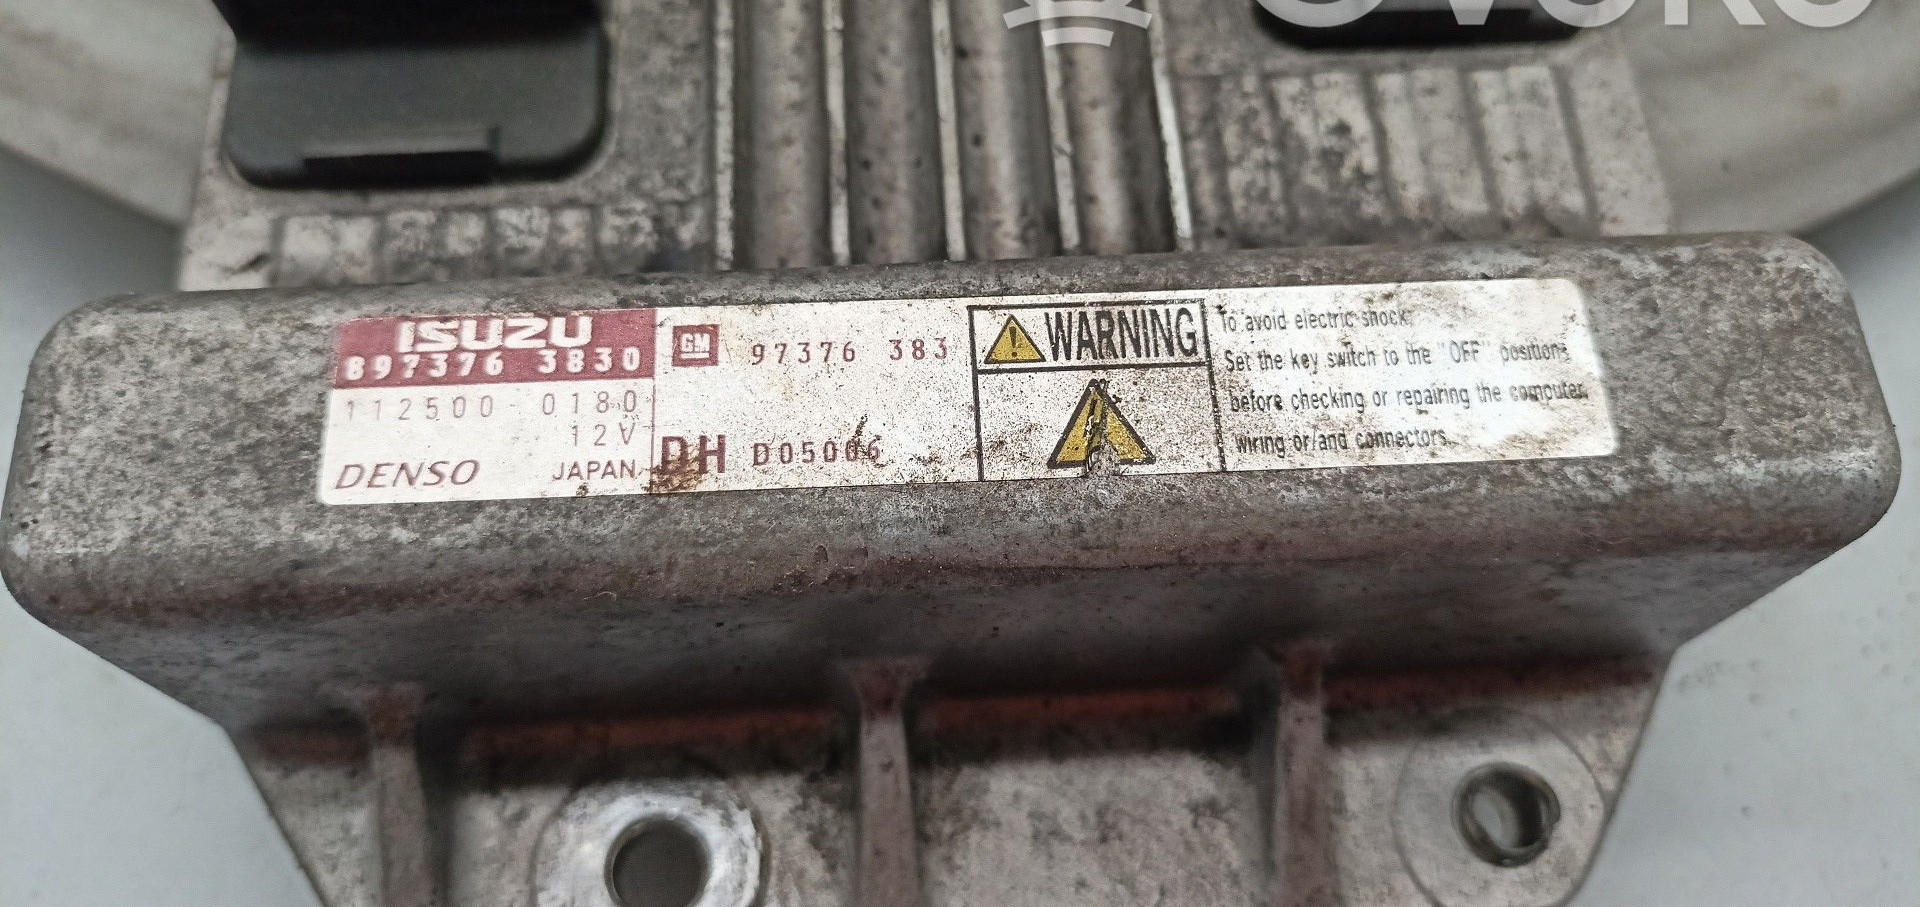 ISUZU
897376 3830
112500-0180
12V
DENSO JAPAN
GM 97376 383
DH D05006
WARNING
To avoid electric shock,
Set the key switch to the "OFF" positions
before checking or repairing the computer,
wiring or/and connectors.